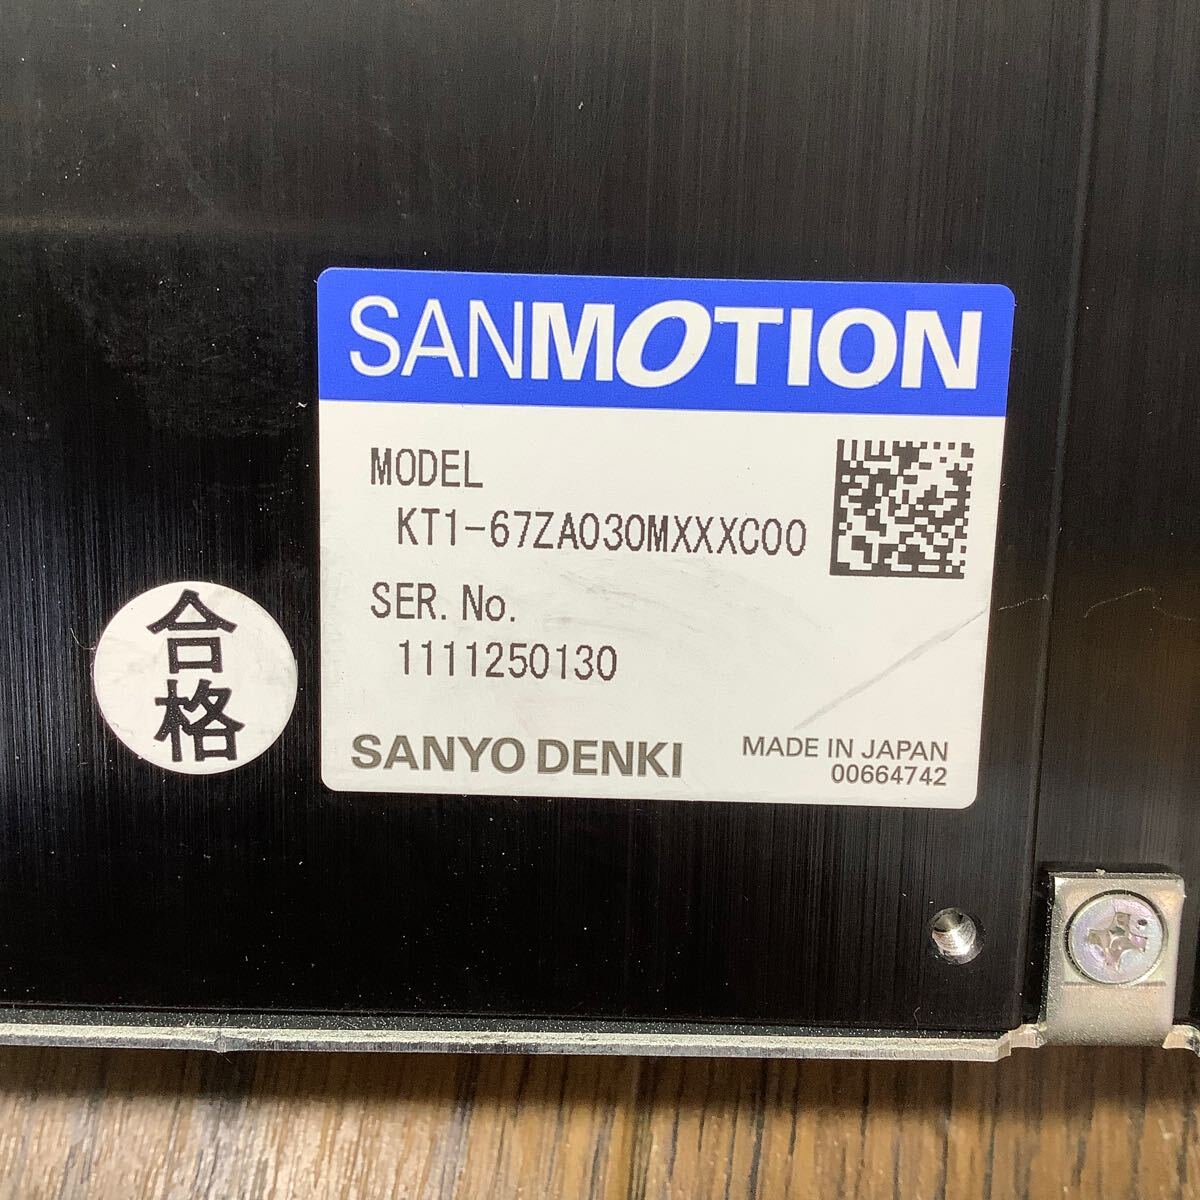 SANMOTION
MODEL
KT1-67ZA030MXXXC00
SER.No.
1111250130
SANYO DENKI
MADE IN JAPAN
00664742
合格